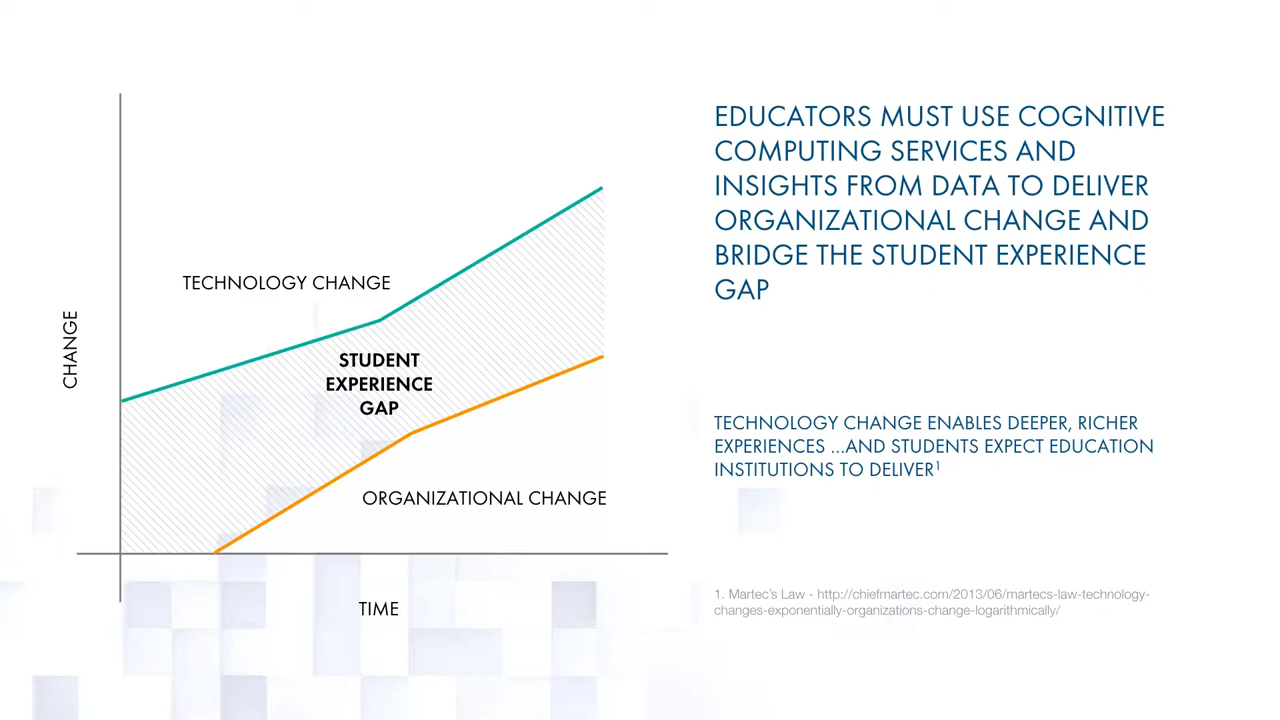 EDUCATORS MUST USE COGNITIVE
COMPUTING SERVICES AND
INSIGHTS FROM DATA TO DELIVER
ORGANIZATIONAL CHANGE AND
BRIDGE THE STUDENT EXPERIENCE
GAP
TECHNOLOGY CHANGE
CHANGE
STUDENT
EXPERIENCE
GAP
ORGANIZATIONAL CHANGE
TIME
TECHNOLOGY CHANGE ENABLES DEEPER, RICHER
EXPERIENCES ...AND STUDENTS EXPECT EDUCATION
INSTITUTIONS TO DELIVER¹
1. Martec's Law - http://chiefmartec.com/2013/06/martecs-law-technology-
changes-exponentially-organizations-change-logarithmically/